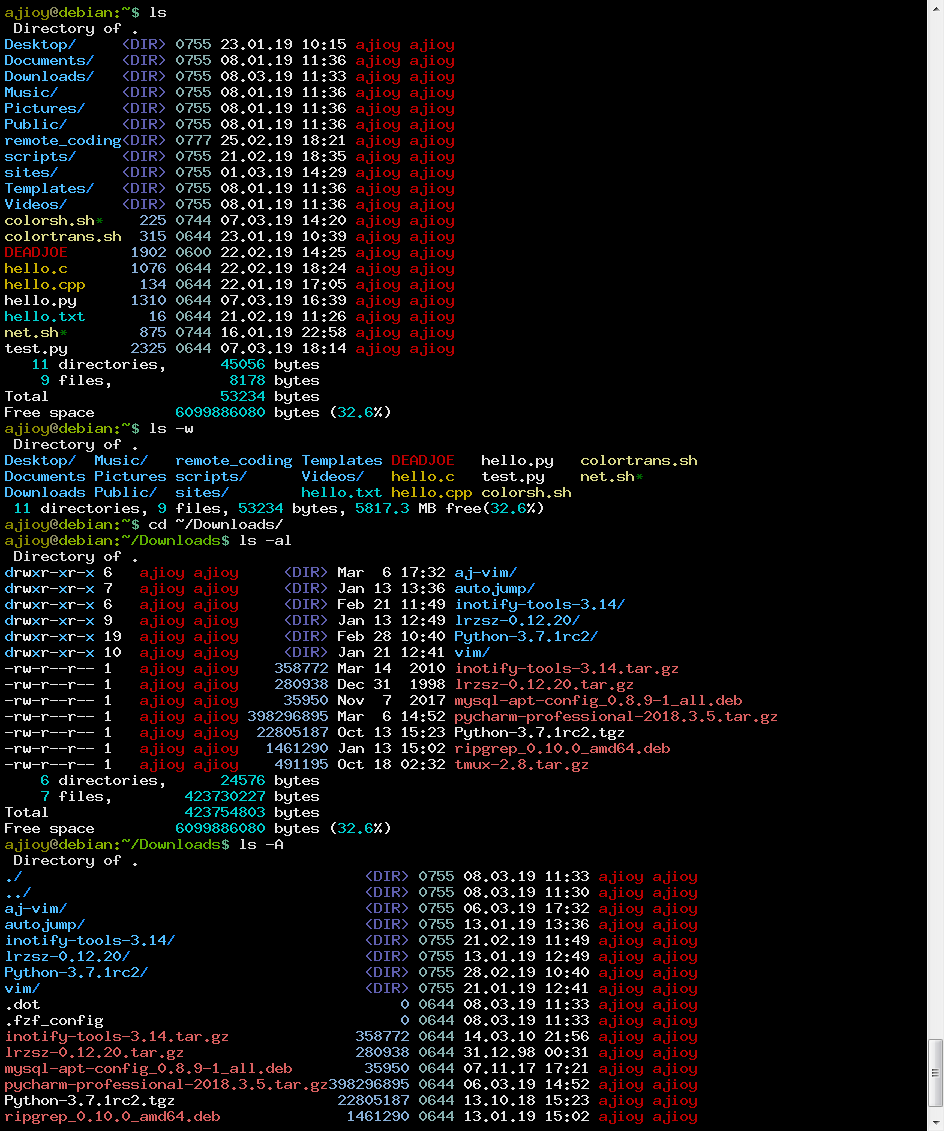 ajioy@debian:~$ ls
 Directory of .
Desktop/     <DIR> 0755 23.01.19 10:15 ajioy ajioy
Documents/   <DIR> 0755 08.01.19 11:36 ajioy ajioy
Downloads/   <DIR> 0755 08.03.19 11:33 ajioy ajioy
Music/       <DIR> 0755 08.01.19 11:36 ajioy ajioy
Pictures/    <DIR> 0755 08.01.19 11:36 ajioy ajioy
Public/      <DIR> 0755 08.01.19 11:36 ajioy ajioy
remote_coding<DIR> 0777 25.02.19 18:21 ajioy ajioy
scripts/     <DIR> 0755 21.02.19 18:35 ajioy ajioy
sites/       <DIR> 0755 01.03.19 14:29 ajioy ajioy
Templates/   <DIR> 0755 08.01.19 11:36 ajioy ajioy
Videos/      <DIR> 0755 08.01.19 11:36 ajioy ajioy
colorsh.sh*    225 0744 07.03.19 14:20 ajioy ajioy
colortrans.sh  315 0644 23.01.19 10:39 ajioy ajioy
DEADJOE       1902 0600 22.02.19 14:25 ajioy ajioy
hello.c       1076 0644 22.02.19 18:24 ajioy ajioy
hello.cpp      134 0644 22.01.19 17:05 ajioy ajioy
hello.py      1310 0644 07.03.19 16:39 ajioy ajioy
hello.txt       16 0644 21.02.19 11:26 ajioy ajioy
net.sh*        875 0744 16.01.19 22:58 ajioy ajioy
test.py       2325 0644 07.03.19 18:14 ajioy ajioy
   11 directories,      45056 bytes
    9 files,             8178 bytes
Total                   53234 bytes
Free space         6099886080 bytes (32.6%)
ajioy@debian:~$ ls -w
 Directory of .
Desktop/  Music/   remote_coding Templates DEADJOE   hello.py   colortrans.sh
Documents Pictures scripts/      Videos/   hello.c   test.py    net.sh*
Downloads Public/  sites/        hello.txt hello.cpp colorsh.sh
 11 directories, 9 files, 53234 bytes, 5817.3 MB free(32.6%)
ajioy@debian:~$ cd ~/Downloads/
ajioy@debian:~/Downloads$ ls -al
 Directory of .
drwxr-xr-x 6   ajioy ajioy     <DIR> Mar  6 17:32 aj-vim/
drwxr-xr-x 7   ajioy ajioy     <DIR> Jan 13 13:36 autojump/
drwxr-xr-x 6   ajioy ajioy     <DIR> Feb 21 11:49 inotify-tools-3.14/
drwxr-xr-x 9   ajioy ajioy     <DIR> Jan 13 12:49 lrzsz-0.12.20/
drwxr-xr-x 19  ajioy ajioy     <DIR> Feb 28 10:40 Python-3.7.1rc2/
drwxr-xr-x 10  ajioy ajioy     <DIR> Jan 21 12:41 vim/
-rw-r--r-- 1   ajioy ajioy    358772 Mar 14  2010 inotify-tools-3.14.tar.gz
-rw-r--r-- 1   ajioy ajioy    280938 Dec 31  1998 lrzsz-0.12.20.tar.gz
-rw-r--r-- 1   ajioy ajioy     35950 Nov  7  2017 mysql-apt-config_0.8.9-1_all.deb
-rw-r--r-- 1   ajioy ajioy 398296895 Mar  6 14:52 pycharm-professional-2018.3.5.tar.gz
-rw-r--r-- 1   ajioy ajioy  22805187 Oct 13 15:23 Python-3.7.1rc2.tgz
-rw-r--r-- 1   ajioy ajioy   1461290 Jan 13 15:02 ripgrep_0.10.0_amd64.deb
-rw-r--r-- 1   ajioy ajioy    491195 Oct 18 02:32 tmux-2.8.tar.gz
    6 directories,      24576 bytes
    7 files,        423730227 bytes
Total               423754803 bytes
Free space         6099886080 bytes (32.6%)
ajioy@debian:~/Downloads$ ls -A
 Directory of .
./                                      <DIR> 0755 08.03.19 11:33 ajioy ajioy
../                                     <DIR> 0755 08.03.19 11:30 ajioy ajioy
aj-vim/                                 <DIR> 0755 06.03.19 17:32 ajioy ajioy
autojump/                               <DIR> 0755 13.01.19 13:36 ajioy ajioy
inotify-tools-3.14/                     <DIR> 0755 21.02.19 11:49 ajioy ajioy
lrzsz-0.12.20/                          <DIR> 0755 13.01.19 12:49 ajioy ajioy
Python-3.7.1rc2/                        <DIR> 0755 28.02.19 10:40 ajioy ajioy
vim/                                    <DIR> 0755 21.01.19 12:41 ajioy ajioy
.dot                                        0 0644 08.03.19 11:33 ajioy ajioy
.fzf_config                                 0 0644 08.03.19 11:33 ajioy ajioy
inotify-tools-3.14.tar.gz              358772 0644 14.03.10 21:56 ajioy ajioy
lrzsz-0.12.20.tar.gz                   280938 0644 31.12.98 00:31 ajioy ajioy
mysql-apt-config_0.8.9-1_all.deb        35950 0644 07.11.17 17:21 ajioy ajioy
pycharm-professional-2018.3.5.tar.gz398296895 0644 06.03.19 14:52 ajioy ajioy
Python-3.7.1rc2.tgz                  22805187 0644 13.10.18 15:23 ajioy ajioy
ripgrep_0.10.0_amd64.deb              1461290 0644 13.01.19 15:02 ajioy ajioy